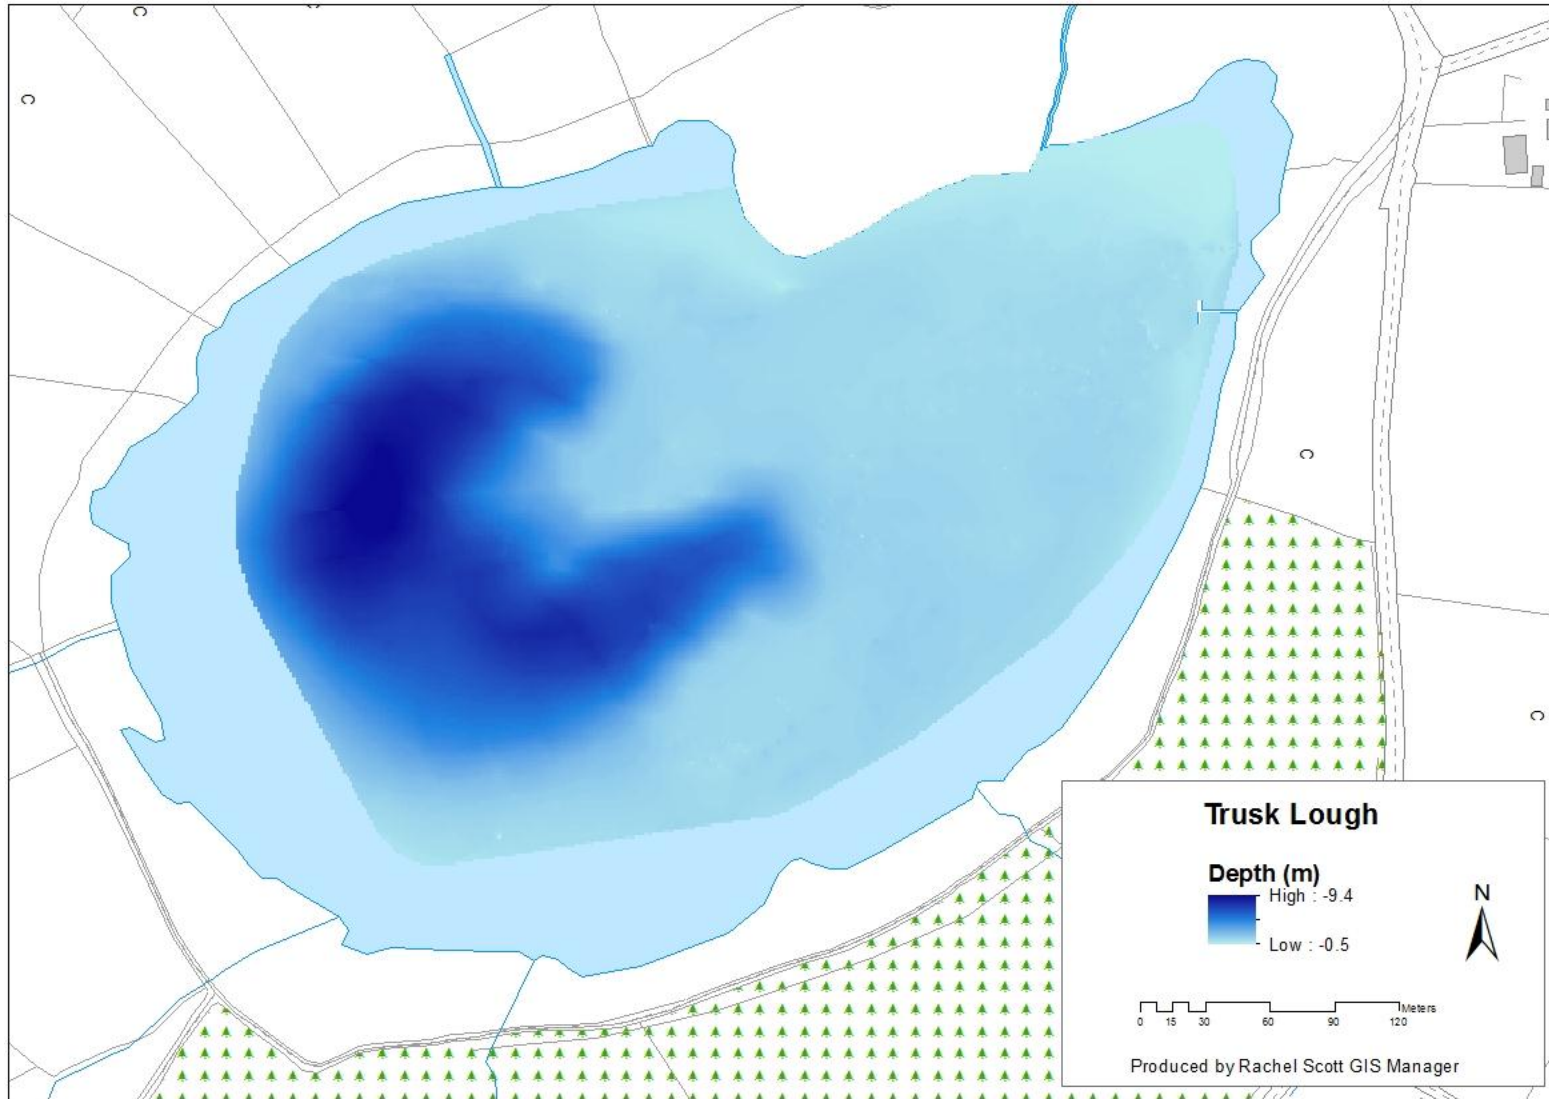 C
C
C
C
Trusk Lough
Depth (m)
High : -9.4
Low : -0.5
N
0 15 30 60 90 120 Meters
Produced by Rachel Scott GIS Manager